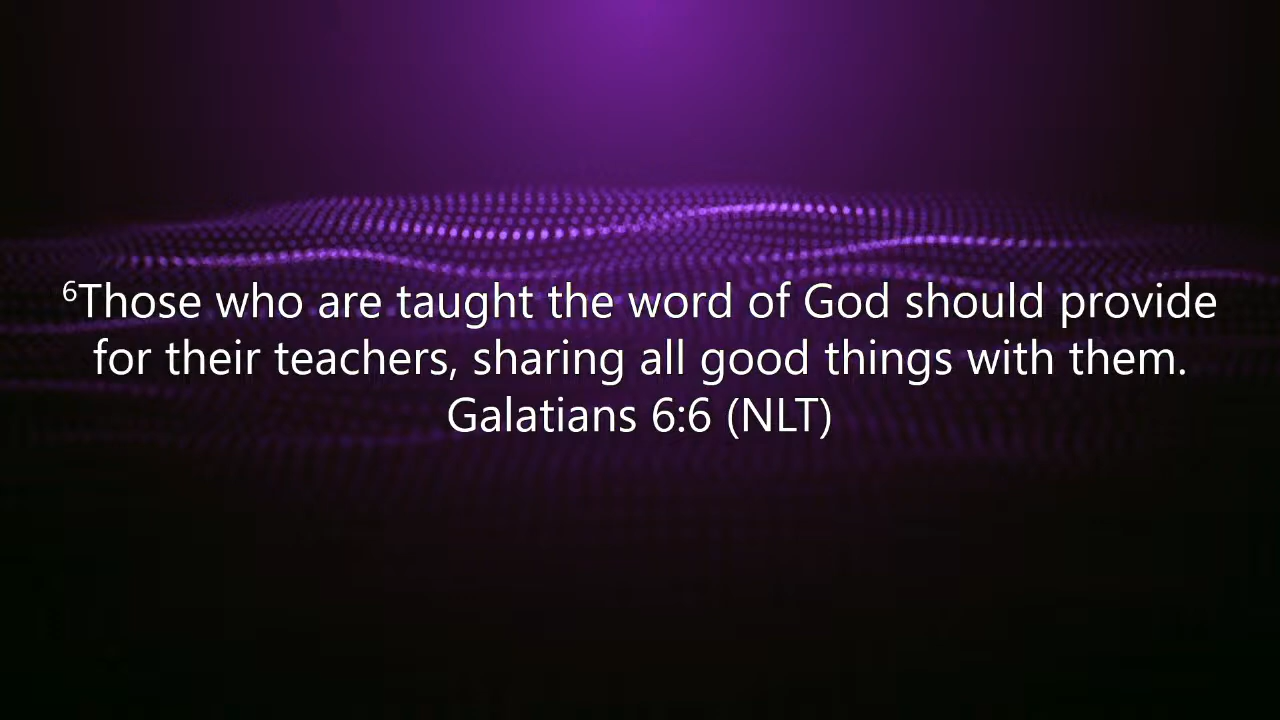 ⁶Those who are taught the word of God should provide
for their teachers, sharing all good things with them.
Galatians 6:6 (NLT)